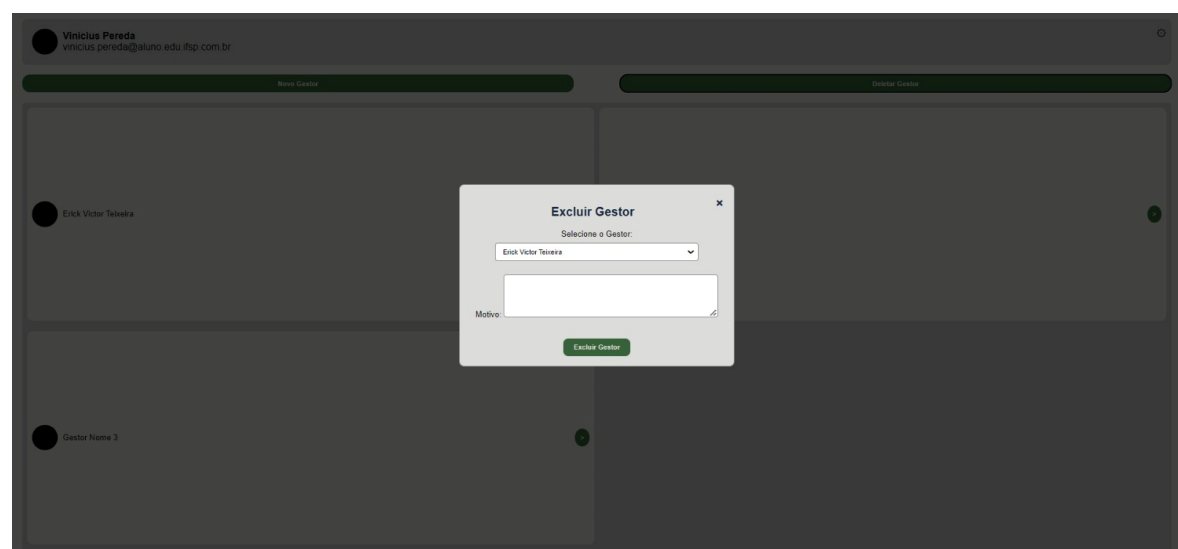 Vinicius Pereda
vinicius.pereda@aluno.edu.ifsp.com.br
Novo Gestor
Deletar Gestor
Erick Victor Teixeira
Excluir Gestor
×
Selecione o Gestor:
Erick Victor Teixeira
Motivo:
Excluir Gestor
Gestor Nome 3